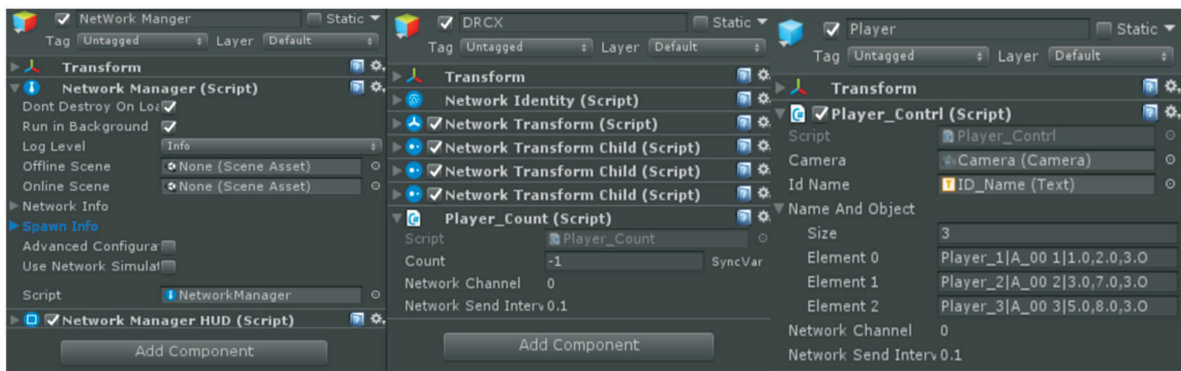 NetWork Manger Static
Tag Untagged Layer Default
Transform
Network Manager (Script)
Dont Destroy On Loa
Run in Background
Log Level Info
Offline Scene None (Scene Asset)
Online Scene None (Scene Asset)
Network Info
Spawn Info
Advanced Configura
Use Network Simulat
Script NetworkManager
Network Manager HUD (Script)
Add Component
DRCX Static
Tag Untagged Layer Default
Transform
Network Identity (Script)
Network Transform (Script)
Network Transform Child (Script)
Network Transform Child (Script)
Network Transform Child (Script)
Player_Count (Script)
Script Player_Count
Count -1 SyncVar
Network Channel 0
Network Send Interv 0.1
Add Component
Player Static
Tag Untagged Layer Default
Transform
Player_Contrl (Script)
Script Player_Contrl
Camera Camera (Camera)
Id Name ID_Name (Text)
Name And Object
Size 3
Element 0 Player_1|A_00 1|1.0,2.0,3.0
Element 1 Player_2|A_00 2|3.0,7.0,3.0
Element 2 Player_3|A_00 3|5.0,8.0,3.0
Network Channel 0
Network Send Interv 0.1